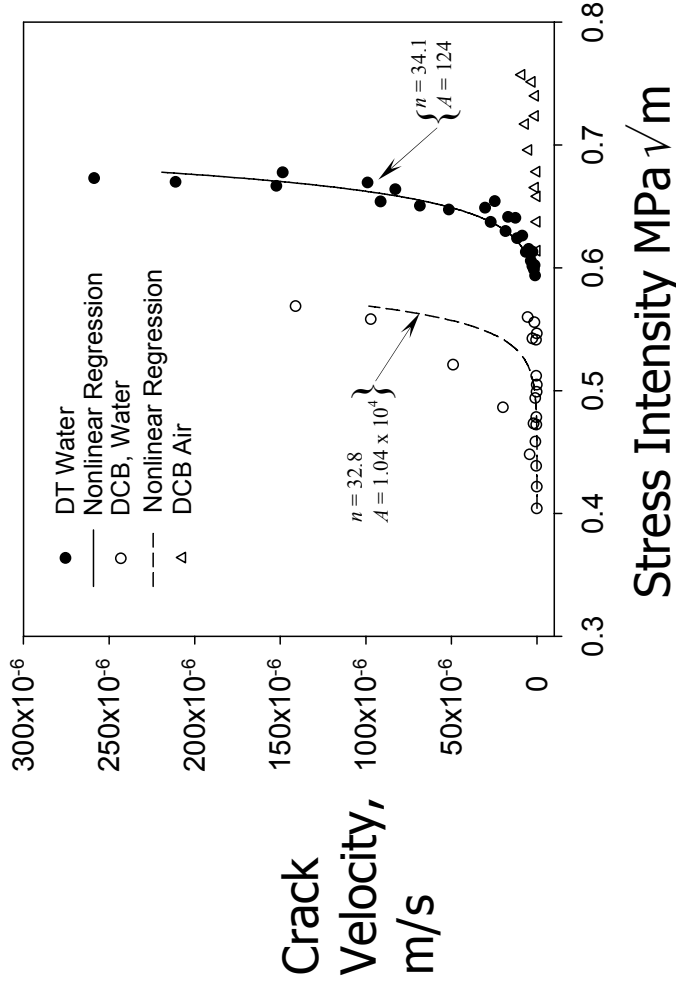 300x10⁻⁶
250x10⁻⁶
200x10⁻⁶
150x10⁻⁶
100x10⁻⁶
50x10⁻⁶
0
Crack
Velocity,
m/s
DT Water
Nonlinear Regression
DCB, Water
Nonlinear Regression
DCB Air
n = 32.8
A = 1.04 x 10⁴
n = 34.1
A = 124
0.3
0.4
0.5
0.6
0.7
0.8
Stress Intensity MPa √m